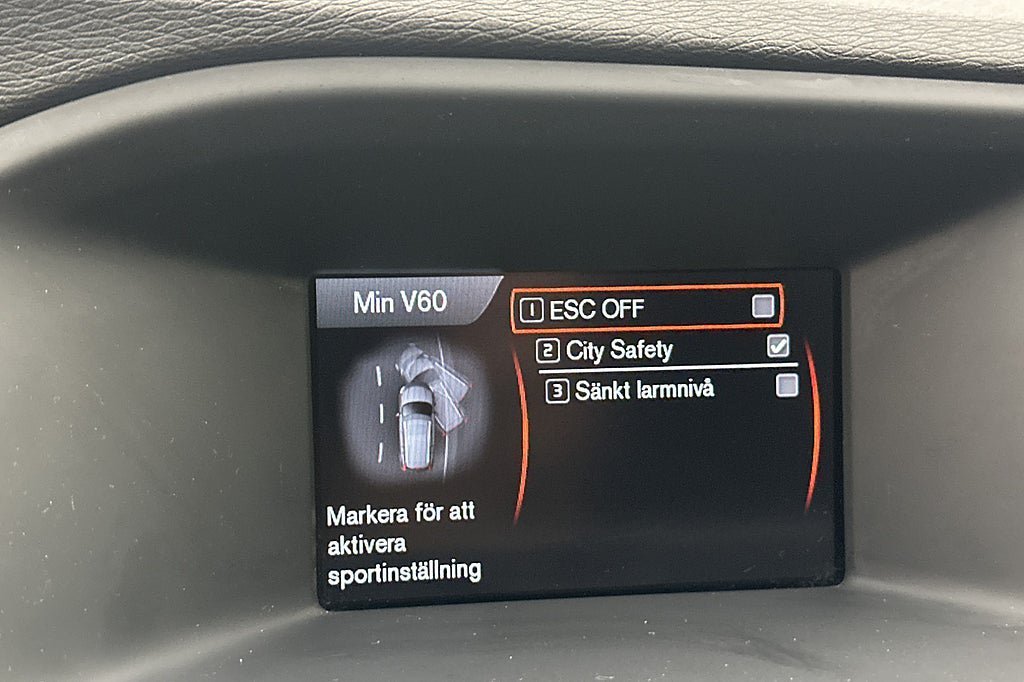 Min V60
1 ESC OFF
2 City Safety
3 Sänkt larmnivå
Markera för att
aktivera
sportinställning